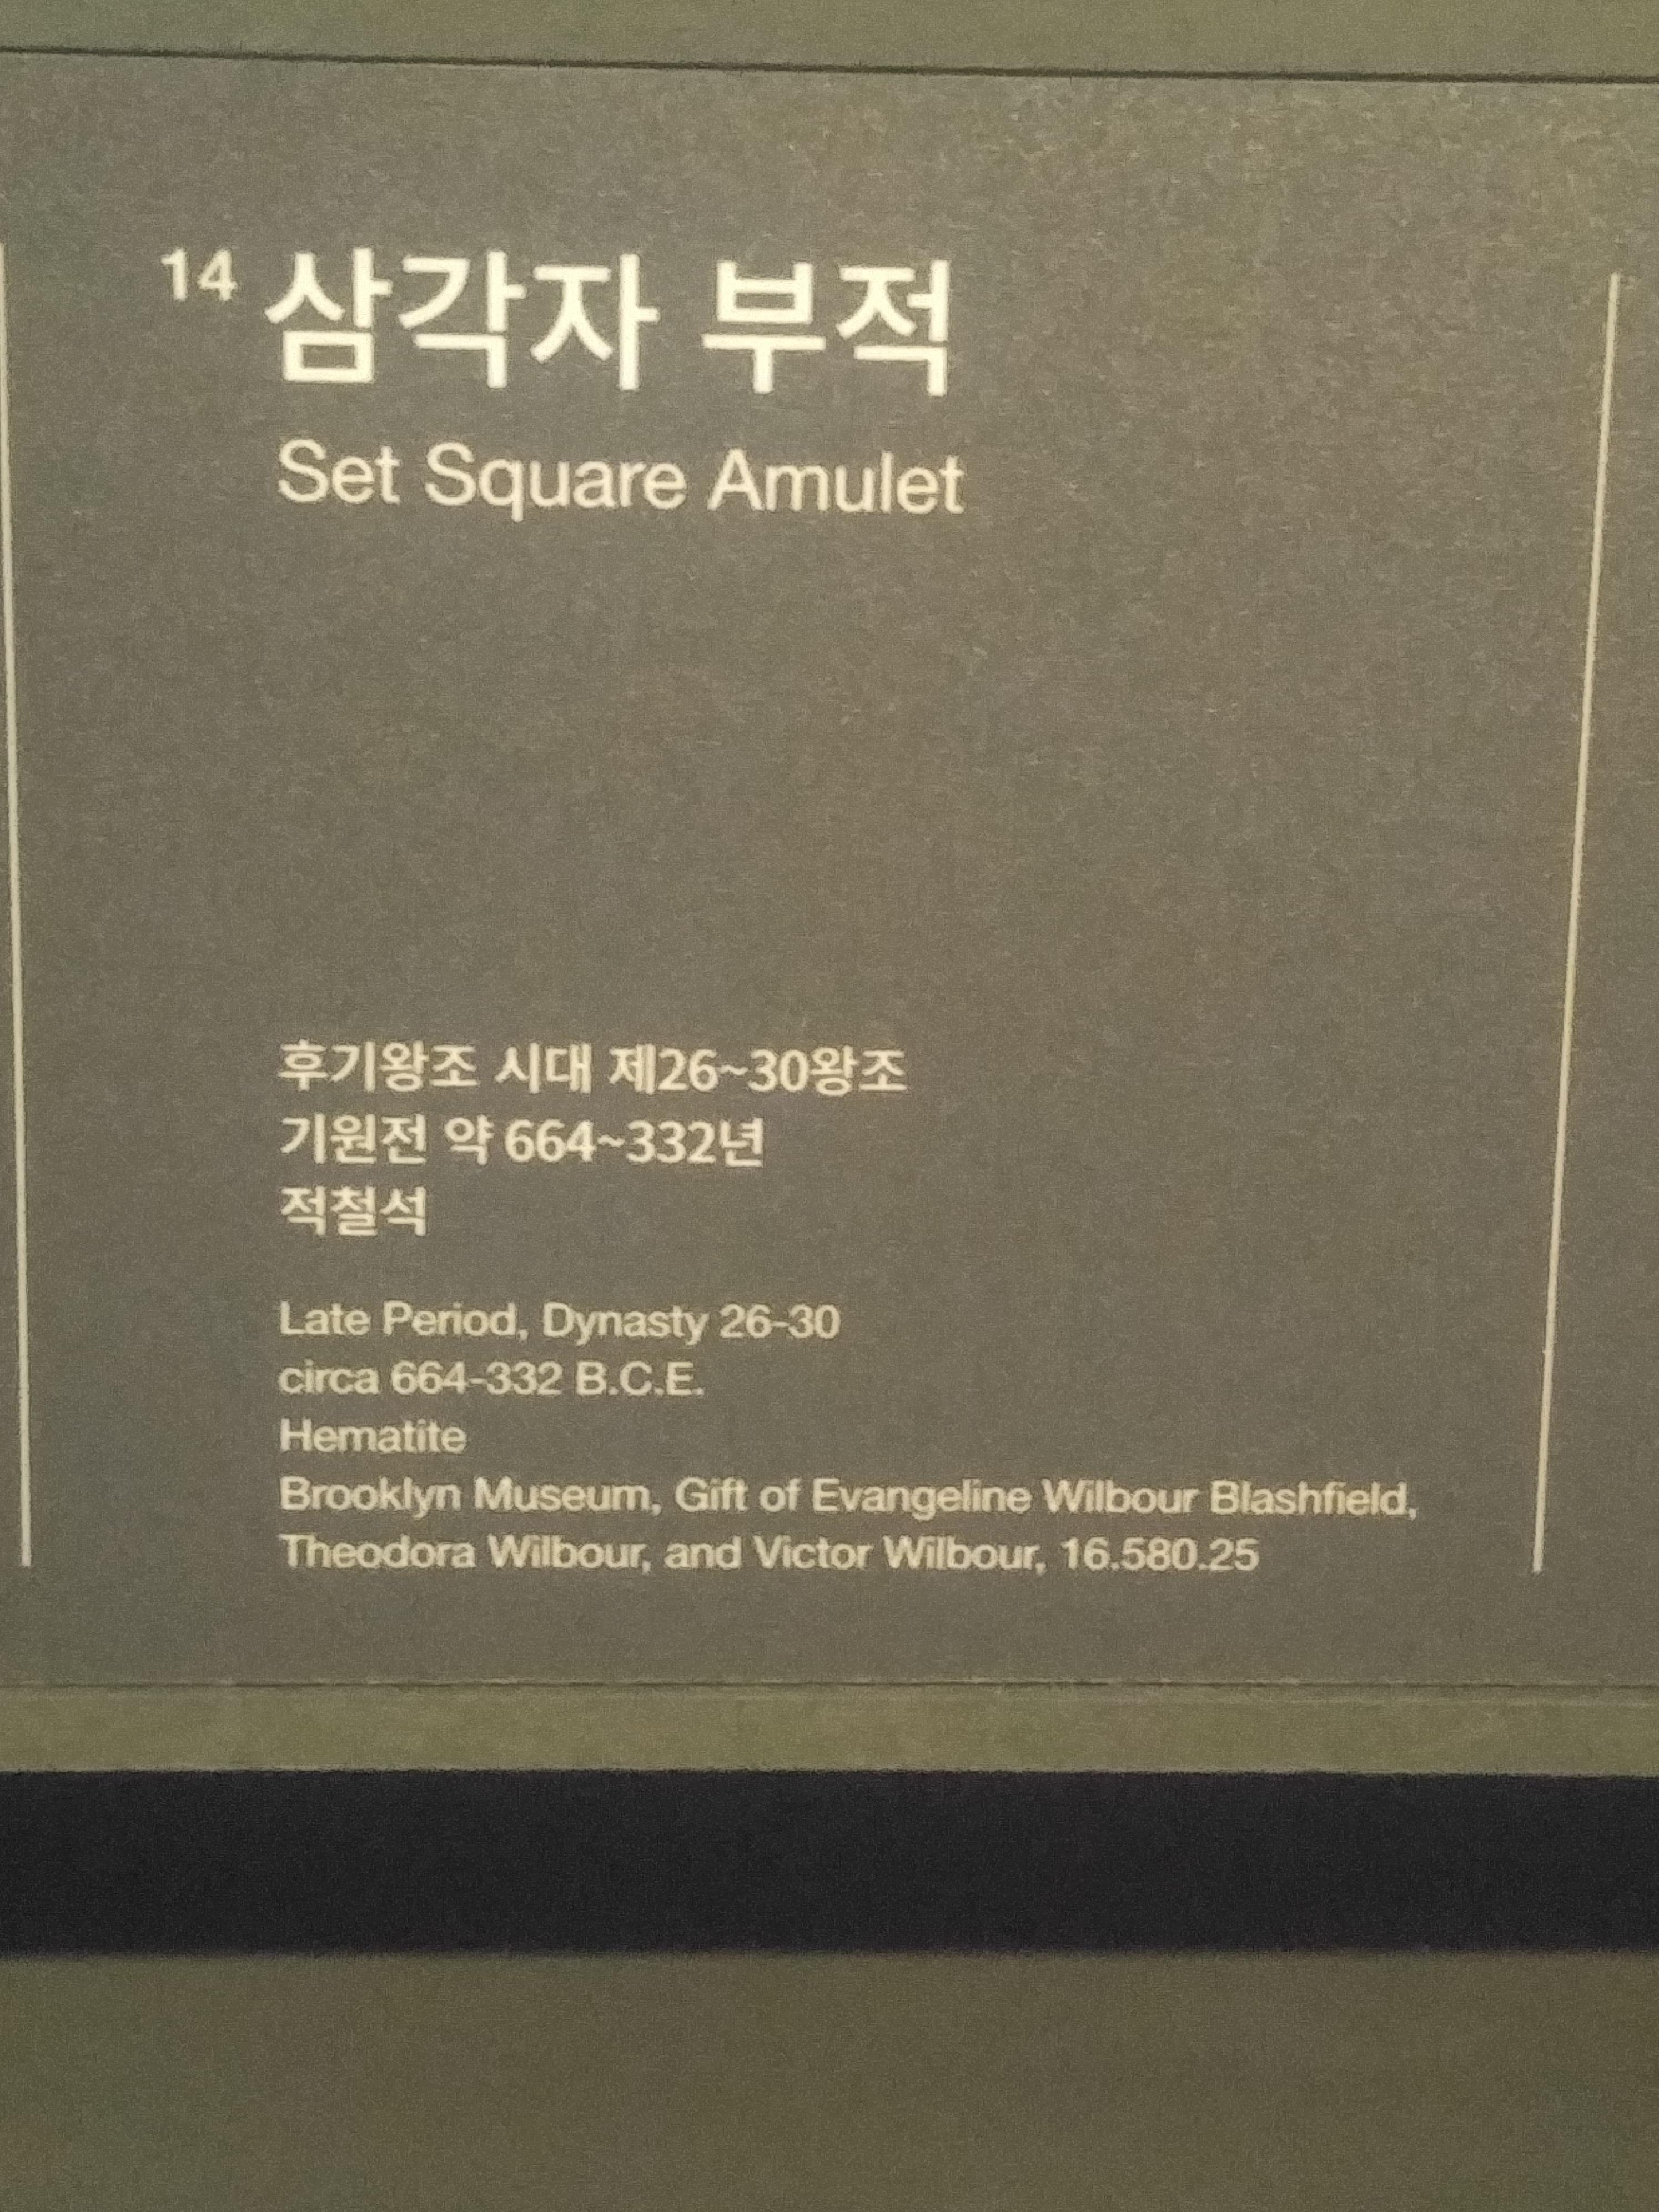 14 삼각자 부적
Set Square Amulet
후기왕조 시대 제26~30왕조
기원전 약 664~332년
적철석
Late Period, Dynasty 26-30
circa 664-332 B.C.E.
Hematite
Brooklyn Museum, Gift of Evangeline Wilbour Blashfield,
Theodora Wilbour, and Victor Wilbour, 16.580.25